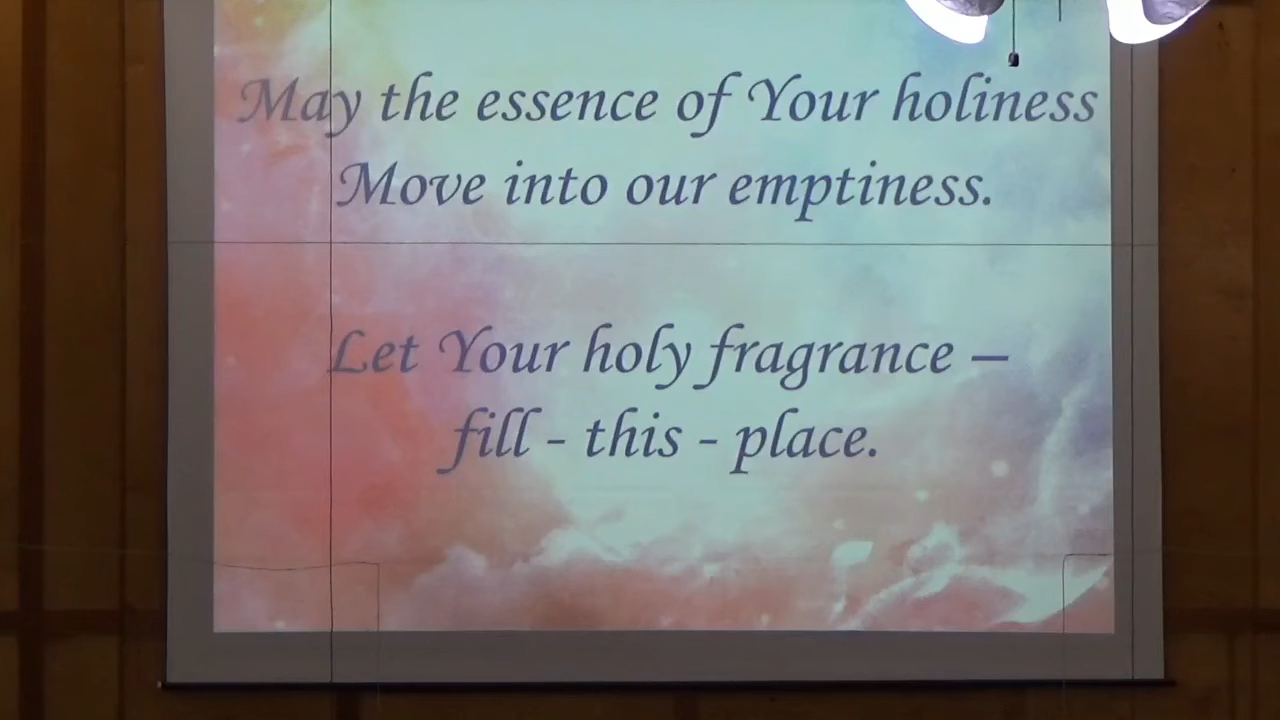 May the essence of Your holiness
Move into our emptiness.
Let Your holy fragrance –
fill - this - place.